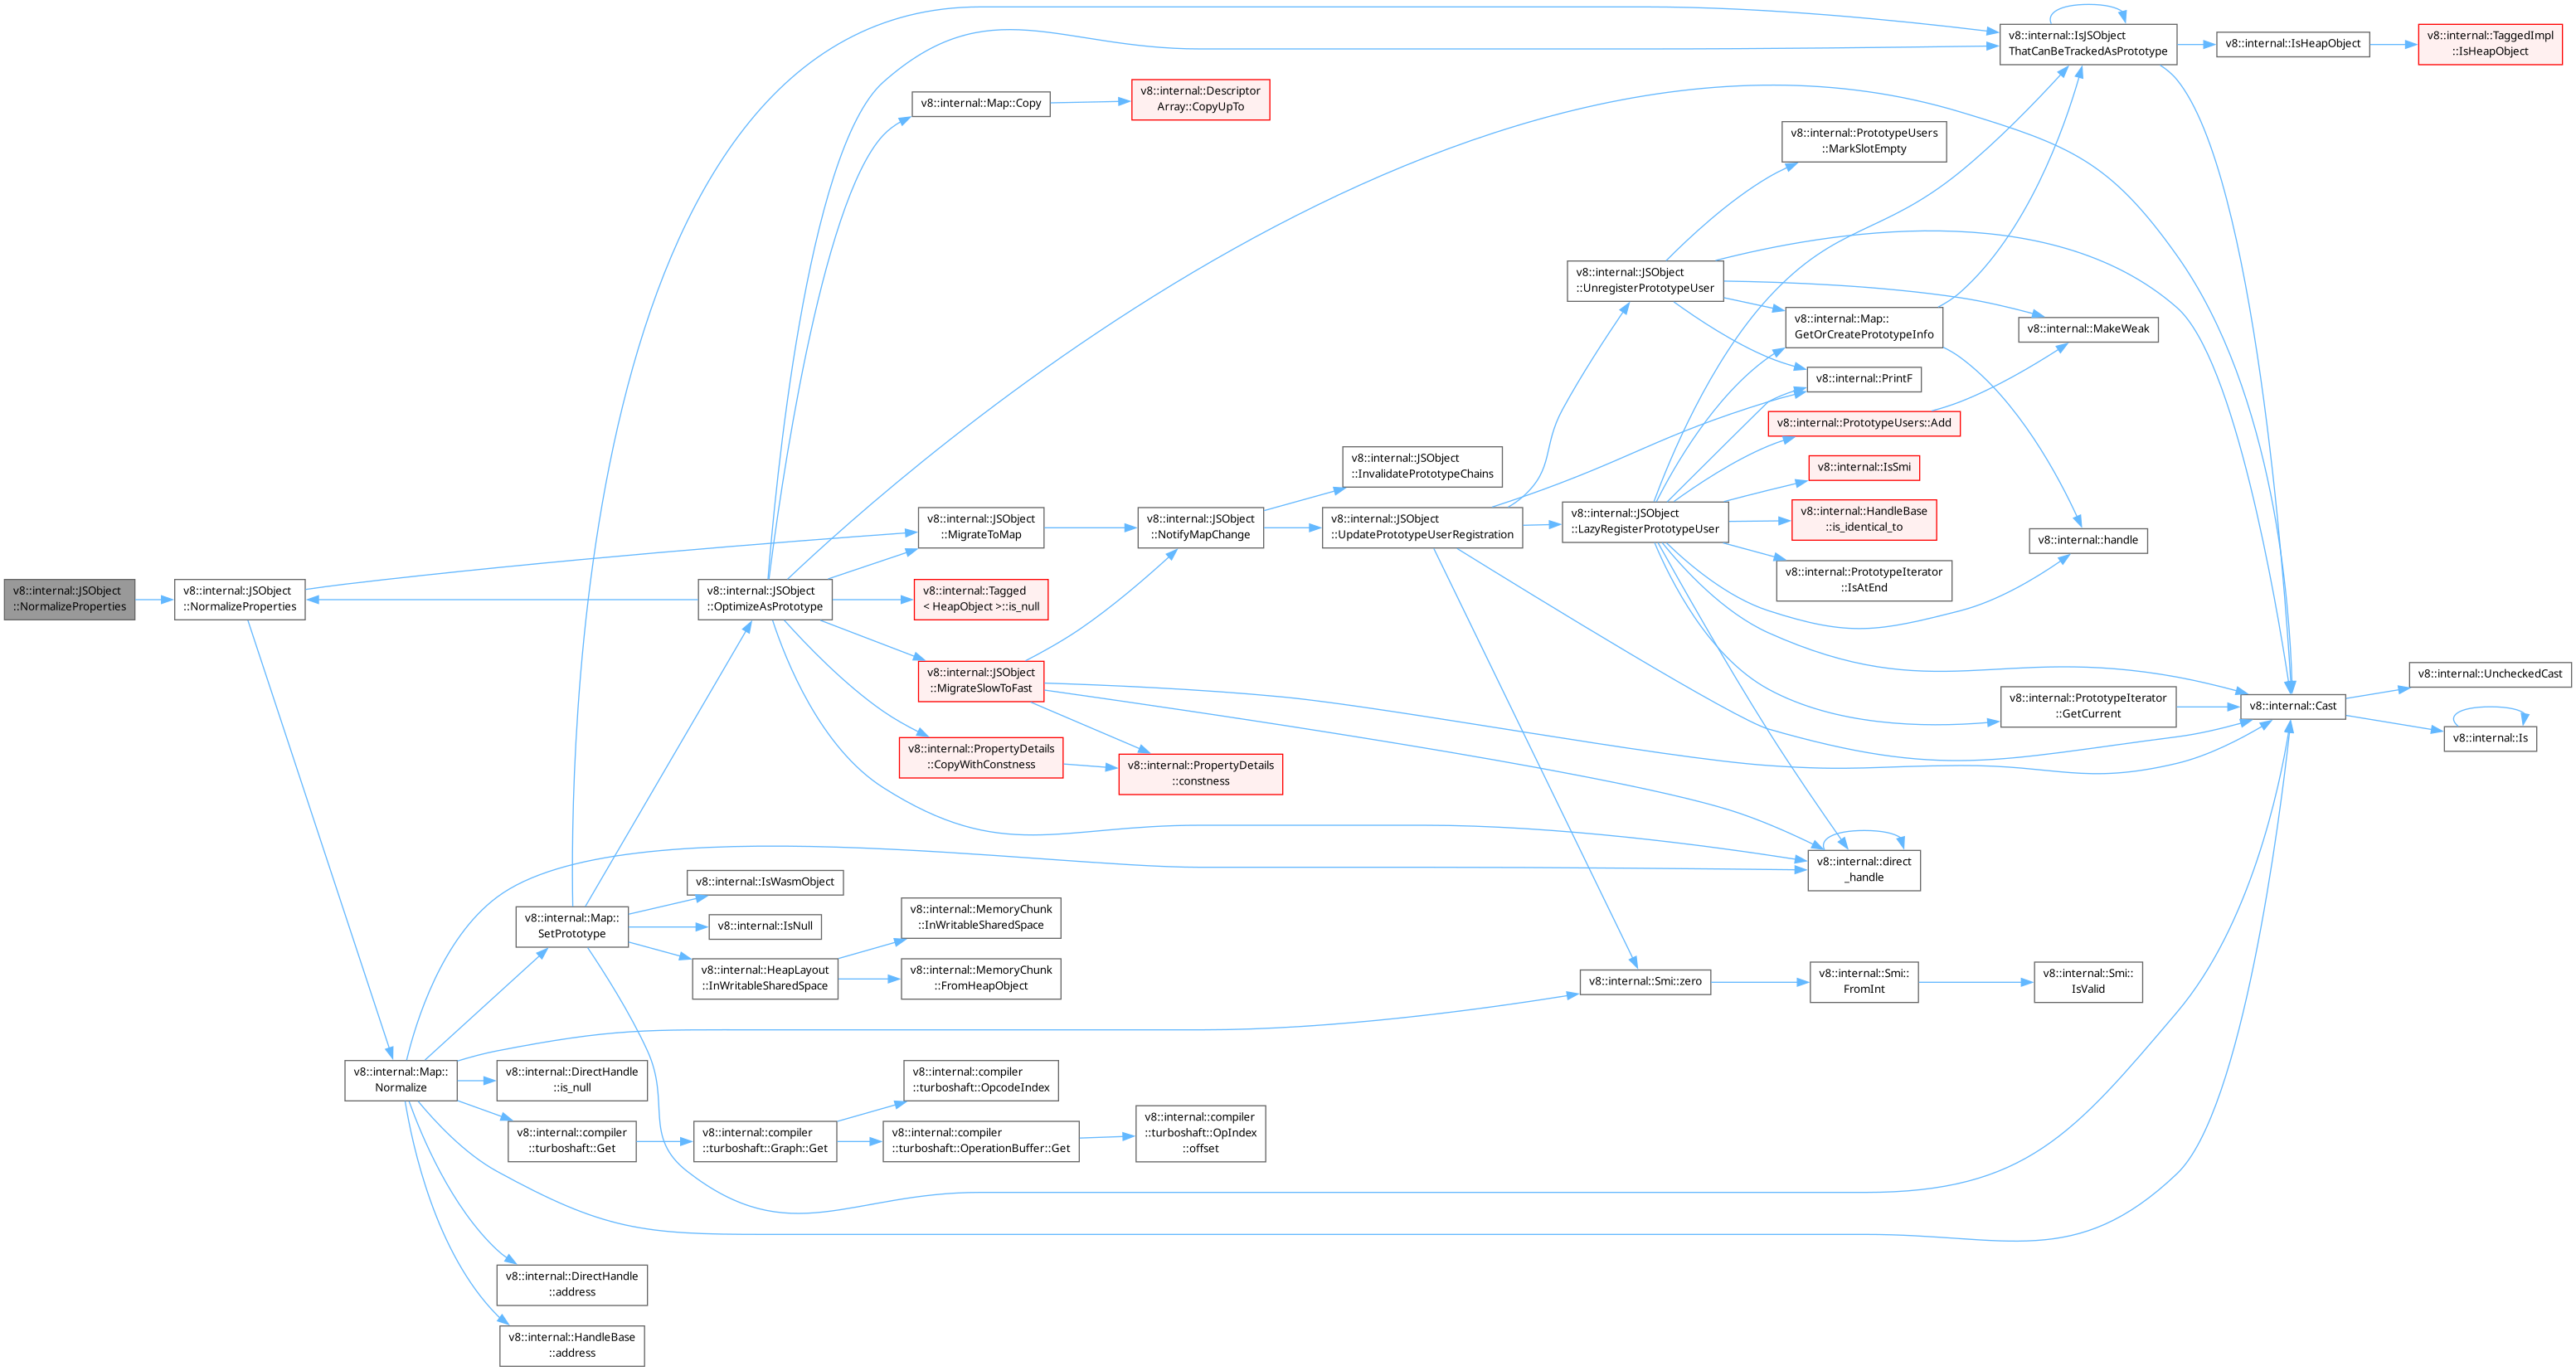 v8::internal::JSObject
::NormalizeProperties
v8::internal::JSObject
::NormalizeProperties
v8::internal::Map::
Normalize
v8::internal::Map::
SetPrototype
v8::internal::DirectHandle
::is_null
v8::internal::compiler
::turboshaft::Get
v8::internal::DirectHandle
::address
v8::internal::HandleBase
::address
v8::internal::JSObject
::OptimizeAsPrototype
v8::internal::IsWasmObject
v8::internal::IsNull
v8::internal::HeapLayout
::InWritableSharedSpace
v8::internal::compiler
::turboshaft::Graph::Get
v8::internal::Map::Copy
v8::internal::JSObject
::MigrateToMap
v8::internal::Tagged
< HeapObject >::is_null
v8::internal::JSObject
::MigrateSlowToFast
v8::internal::PropertyDetails
::CopyWithConstness
v8::internal::MemoryChunk
::InWritableSharedSpace
v8::internal::MemoryChunk
::FromHeapObject
v8::internal::compiler
::turboshaft::OpcodeIndex
v8::internal::compiler
::turboshaft::OperationBuffer::Get
v8::internal::Descriptor
Array::CopyUpTo
v8::internal::JSObject
::NotifyMapChange
v8::internal::PropertyDetails
::constness
v8::internal::compiler
::turboshaft::OpIndex
::offset
v8::internal::JSObject
::InvalidatePrototypeChains
v8::internal::JSObject
::UpdatePrototypeUserRegistration
v8::internal::JSObject
::UnregisterPrototypeUser
v8::internal::JSObject
::LazyRegisterPrototypeUser
v8::internal::Smi::zero
v8::internal::PrototypeUsers
::MarkSlotEmpty
v8::internal::Map::
GetOrCreatePrototypeInfo
v8::internal::PrintF
v8::internal::PrototypeUsers::Add
v8::internal::IsSmi
v8::internal::HandleBase
::is_identical_to
v8::internal::PrototypeIterator
::IsAtEnd
v8::internal::direct
_handle
v8::internal::Smi::
FromInt
v8::internal::IsJSObject
ThatCanBeTrackedAsPrototype
v8::internal::MakeWeak
v8::internal::handle
v8::internal::PrototypeIterator
::GetCurrent
v8::internal::Smi::
IsValid
v8::internal::IsHeapObject
v8::internal::Cast
v8::internal::TaggedImpl
::IsHeapObject
v8::internal::UncheckedCast
v8::internal::Is